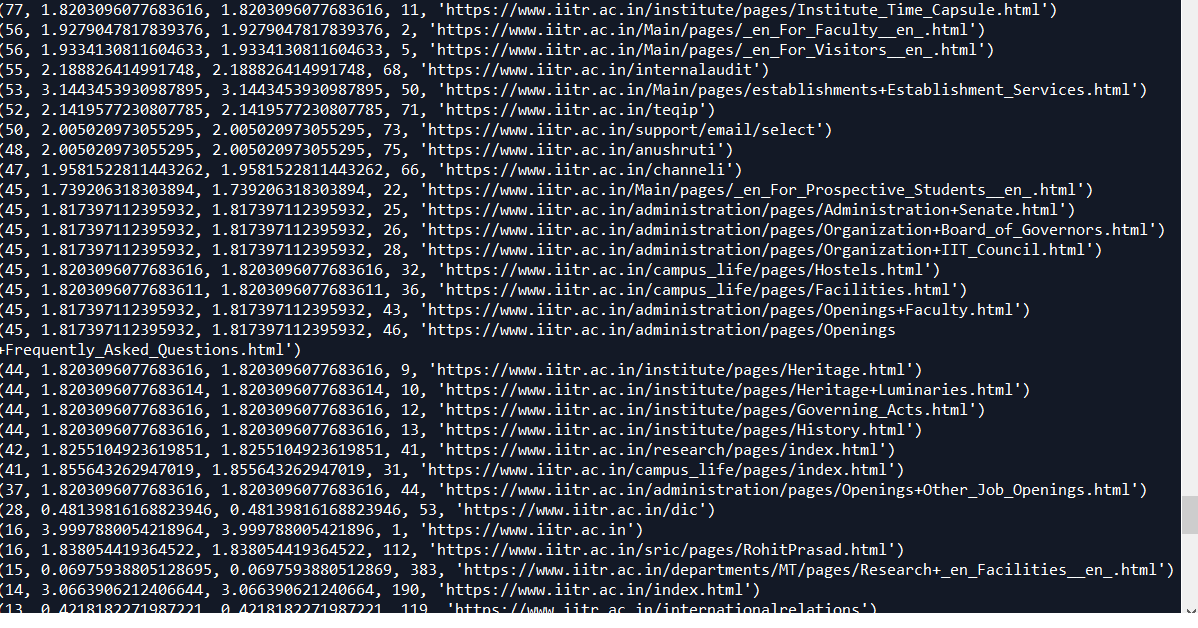 (77, 1.8203096077683616, 1.8203096077683616, 11, 'https://www.iitr.ac.in/institute/pages/Institute_Time_Capsule.html')
(56, 1.9279047817839376, 1.9279047817839376, 2, 'https://www.iitr.ac.in/Main/pages/_en_For_Faculty__en_.html')
(56, 1.9334130811604633, 1.9334130811604633, 5, 'https://www.iitr.ac.in/Main/pages/_en_For_Visitors__en_.html')
(55, 2.188826414991748, 2.188826414991748, 68, 'https://www.iitr.ac.in/internalaudit')
(53, 3.1443453930987895, 3.1443453930987895, 50, 'https://www.iitr.ac.in/Main/pages/establishments+Establishment_Services.html')
(52, 2.1419577230807785, 2.1419577230807785, 71, 'https://www.iitr.ac.in/teqip')
(50, 2.005020973055295, 2.005020973055295, 73, 'https://www.iitr.ac.in/support/email/select')
(48, 2.005020973055295, 2.005020973055295, 75, 'https://www.iitr.ac.in/anushruti')
(47, 1.9581522811443262, 1.9581522811443262, 66, 'https://www.iitr.ac.in/channeli')
(45, 1.739206318303894, 1.739206318303894, 22, 'https://www.iitr.ac.in/Main/pages/_en_For_Prospective_Students__en_.html')
(45, 1.817397112395932, 1.817397112395932, 25, 'https://www.iitr.ac.in/administration/pages/Administration+Senate.html')
(45, 1.817397112395932, 1.817397112395932, 26, 'https://www.iitr.ac.in/administration/pages/Organization+Board_of_Governors.html')
(45, 1.817397112395932, 1.817397112395932, 28, 'https://www.iitr.ac.in/administration/pages/Organization+IIT_Council.html')
(45, 1.8203096077683616, 1.8203096077683616, 32, 'https://www.iitr.ac.in/campus_life/pages/Hostels.html')
(45, 1.8203096077683611, 1.8203096077683611, 36, 'https://www.iitr.ac.in/campus_life/pages/Facilities.html')
(45, 1.817397112395932, 1.817397112395932, 43, 'https://www.iitr.ac.in/administration/pages/Openings+Faculty.html')
(45, 1.817397112395932, 1.817397112395932, 46, 'https://www.iitr.ac.in/administration/pages/Openings
+Frequently_Asked_Questions.html')
(44, 1.8203096077683616, 1.8203096077683616, 9, 'https://www.iitr.ac.in/institute/pages/Heritage.html')
(44, 1.8203096077683614, 1.8203096077683614, 10, 'https://www.iitr.ac.in/institute/pages/Heritage+Luminaries.html')
(44, 1.8203096077683616, 1.8203096077683616, 12, 'https://www.iitr.ac.in/institute/pages/Governing_Acts.html')
(44, 1.8203096077683616, 1.8203096077683616, 13, 'https://www.iitr.ac.in/institute/pages/History.html')
(42, 1.8255104923619851, 1.8255104923619851, 41, 'https://www.iitr.ac.in/research/pages/index.html')
(41, 1.855643262947019, 1.855643262947019, 31, 'https://www.iitr.ac.in/campus_life/pages/index.html')
(37, 1.8203096077683616, 1.8203096077683616, 44, 'https://www.iitr.ac.in/administration/pages/Openings+Other_Job_Openings.html')
(28, 0.48139816168823946, 0.48139816168823946, 53, 'https://www.iitr.ac.in/dic')
(16, 3.9997880054218964, 3.999788005421896, 1, 'https://www.iitr.ac.in')
(16, 1.838054419364522, 1.838054419364522, 112, 'https://www.iitr.ac.in/sric/pages/RohitPrasad.html')
(15, 0.06975938805128695, 0.0697593880512869, 383, 'https://www.iitr.ac.in/departments/MT/pages/Research+_en_Facilities__en_.html')
(14, 3.0663906212406644, 3.066390621240664, 190, 'https://www.iitr.ac.in/index.html')
(13, 0.4218182271987221, 0.4218182271987221, 119, 'https://www.iitr.ac.in/internationalrelations')